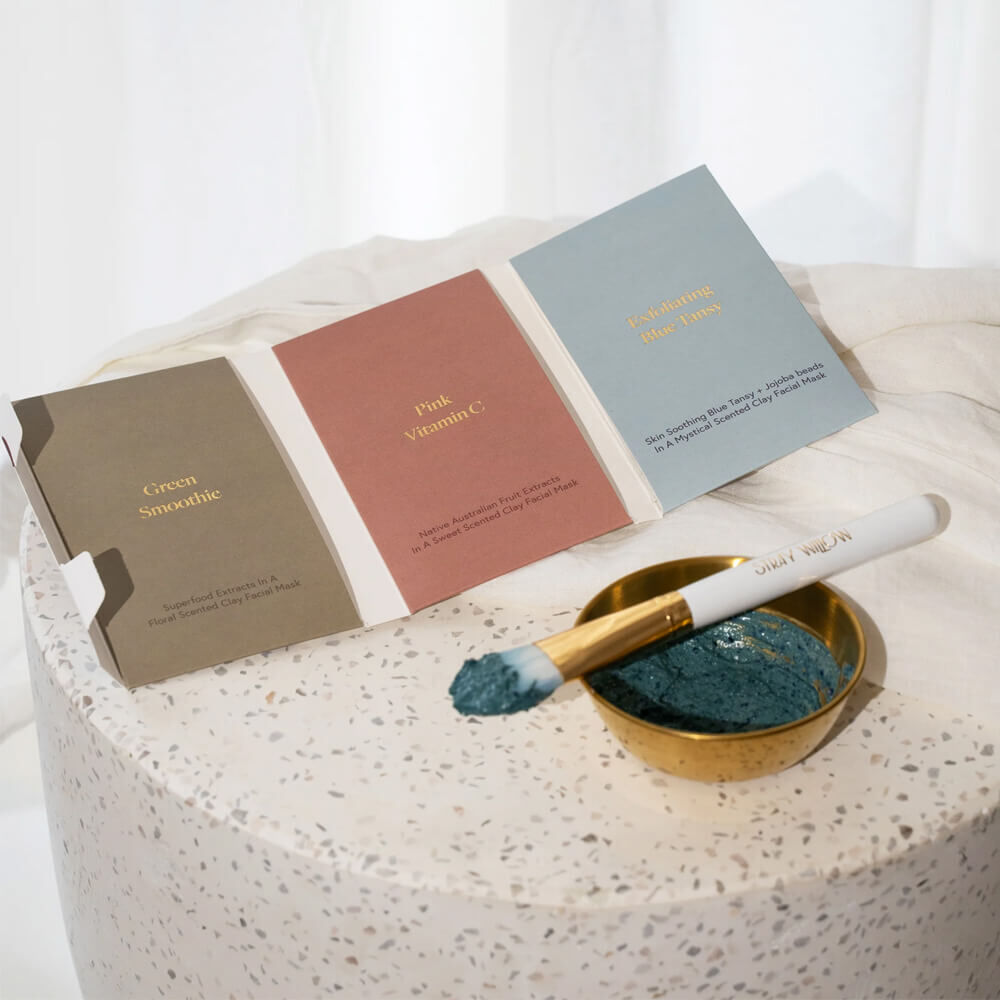 Green
Smoothie
Superfood Extracts In A
Floral Scented Clay Facial Mask
Pink
Vitamin C
Native Australian Fruit Extracts
In A Sweet Scented Clay Facial Mask
Exfoliating
Blue Tansy
Skin Soothing Blue Tansy + Jojoba beads
In A Mystical Scented Clay Facial Mask
STRAY WILLOW